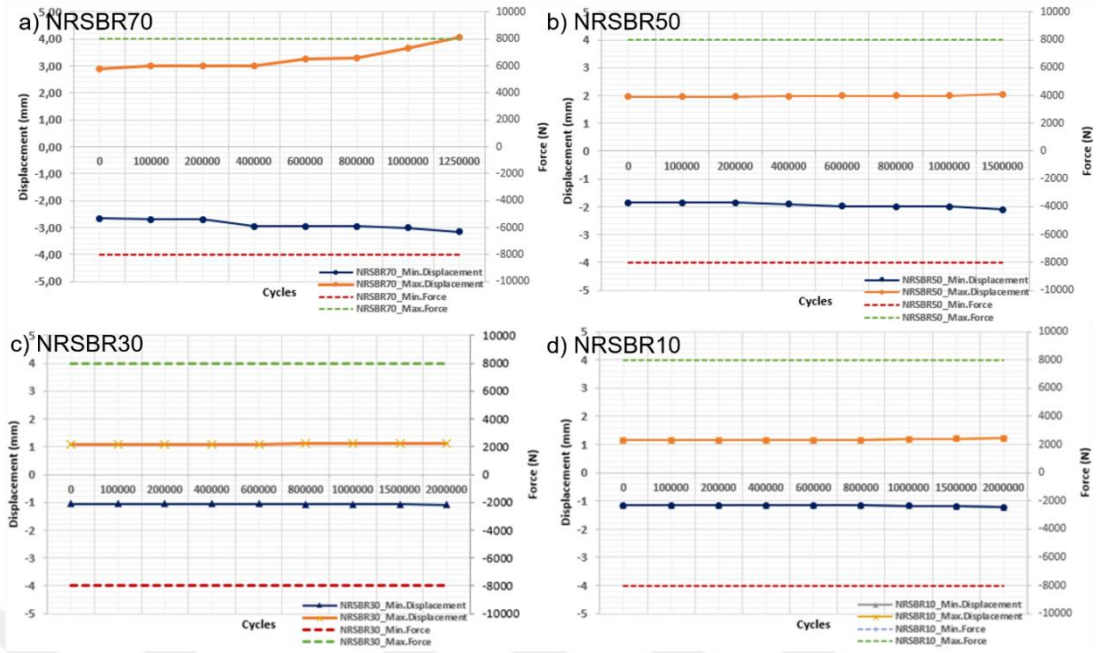 a) NRSBR70
5,00
4,00
3,00
2,00
1,00
0,00
-1,00
-2,00
-3,00
-4,00
-5,00
Displacement (mm)
10000
8000
6000
4000
2000
0
-2000
-4000
-6000
-8000
-10000
Force (N)
0 100000 200000 400000 600000 800000 1000000 1250000
Cycles
NRSBR70_Min.Displacement
NRSBR70_Max.Displacement
NRSBR70_Min.Force
NRSBR70_Max.Force
b) NRSBR50
5
4
3
2
1
0
-1
-2
-3
-4
-5
Displacement (mm)
10000
8000
6000
4000
2000
0
-2000
-4000
-6000
-8000
-10000
Force (N)
0 100000 200000 400000 600000 800000 1000000 1500000
Cycles
NRSBR50_Min.Displacement
NRSBR50_Max.Displacement
NRSBR50_Min.Force
NRSBR50_Max.Force
c) NRSBR30
5
4
3
2
1
0
-1
-2
-3
-4
-5
Displacement (mm)
10000
8000
6000
4000
2000
0
-2000
-4000
-6000
-8000
-10000
Force (N)
0 100000 200000 400000 600000 800000 1000000 1500000 2000000
Cycles
NRSBR30_Min.Displacement
NRSBR30_Max.Displacement
NRSBR30_Min.Force
NRSBR30_Max.Force
d) NRSBR10
5
4
3
2
1
0
-1
-2
-3
-4
-5
Displacement (mm)
10000
8000
6000
4000
2000
0
-2000
-4000
-6000
-8000
-10000
Force (N)
0 100000 200000 400000 600000 800000 1000000 1500000 2000000
Cycles
NRSBR10_Min.Displacement
NRSBR10_Max.Displacement
NRSBR10_Min.Force
NRSBR10_Max.Force